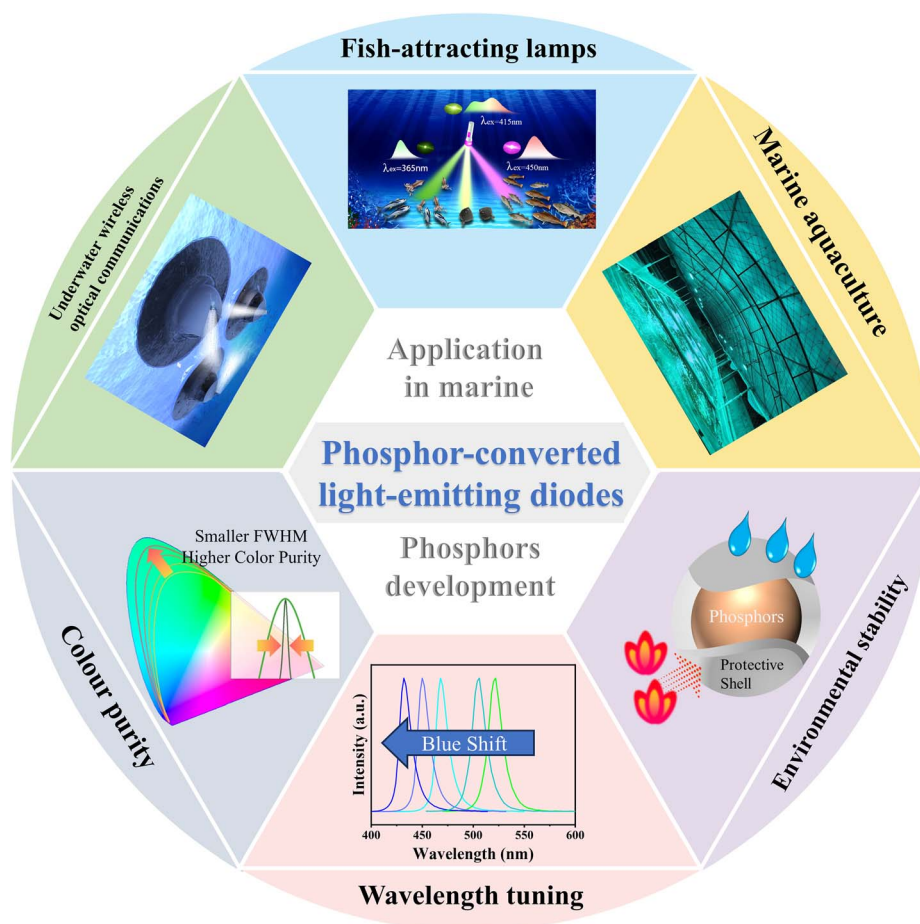 Fish-attracting lamps
λex=415nm
λex=365nm
λex=450nm
Underwater wireless
optical communications
Marine aquaculture
Application
in marine
Phosphor-converted
light-emitting diodes
Phosphors
development
Smaller FWHM
Higher Color Purity
Colour purity
Intensity (a.u.)
Blue Shift
400
450
500
550
600
Wavelength (nm)
Wavelength tuning
Phosphors
Protective
Shell
Environmental stability